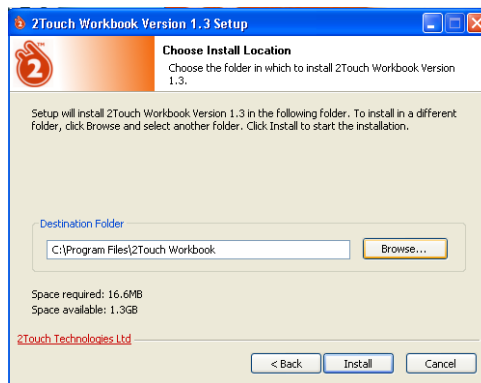 2Touch Workbook Version 1.3 Setup
2
Choose Install Location
Choose the folder in which to install 2Touch Workbook Version
1.3.
Setup will install 2Touch Workbook Version 1.3 in the following folder. To install in a different
folder, click Browse and select another folder. Click Install to start the installation.
Destination Folder
C:\Program Files\2Touch Workbook
Browse...
Space required: 16.6MB
Space available: 1.3GB
2Touch Technologies Ltd
< Back
Install
Cancel